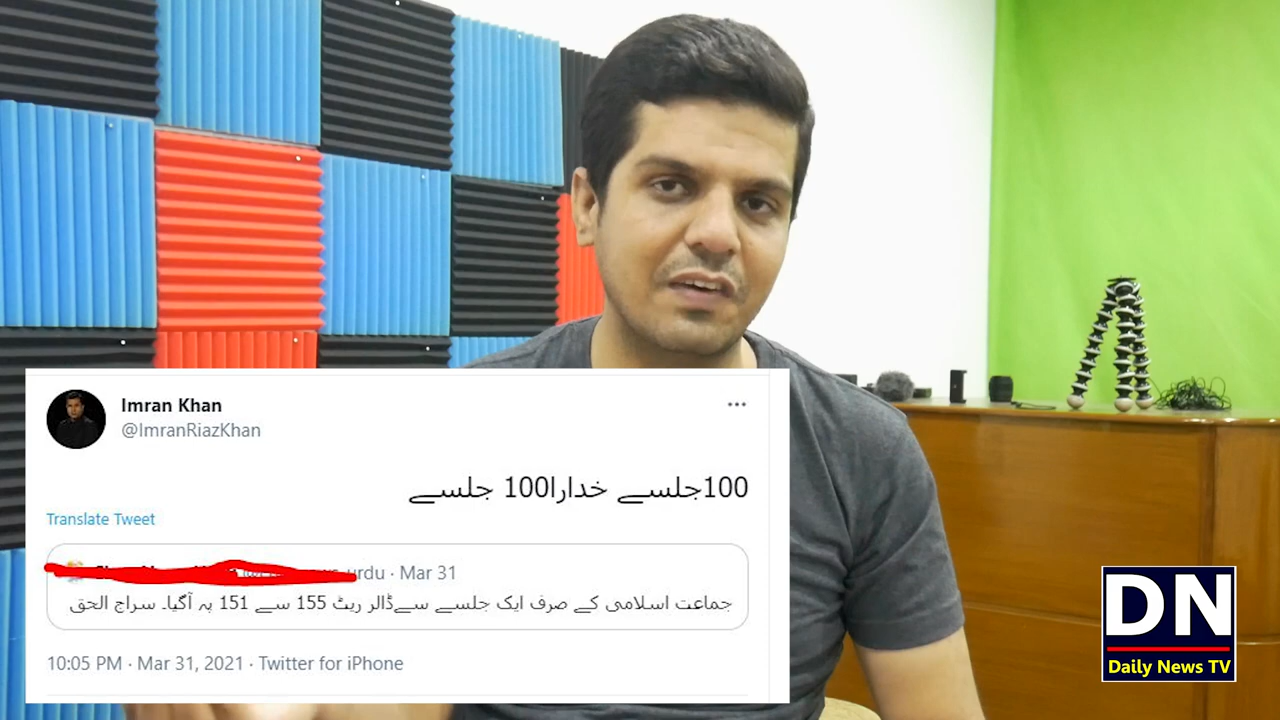 Imran Khan
@ImranRiazKhan
100جلسے خدارا100 جلسے
Translate Tweet
urdu · Mar 31
جماعت اسلامی کے صرف ایک جلسے سےڈالر ریٹ 155 سے 151 پہ آگیا۔ سراج الحق
10:05 PM · Mar 31, 2021 · Twitter for iPhone
DN
Daily News TV